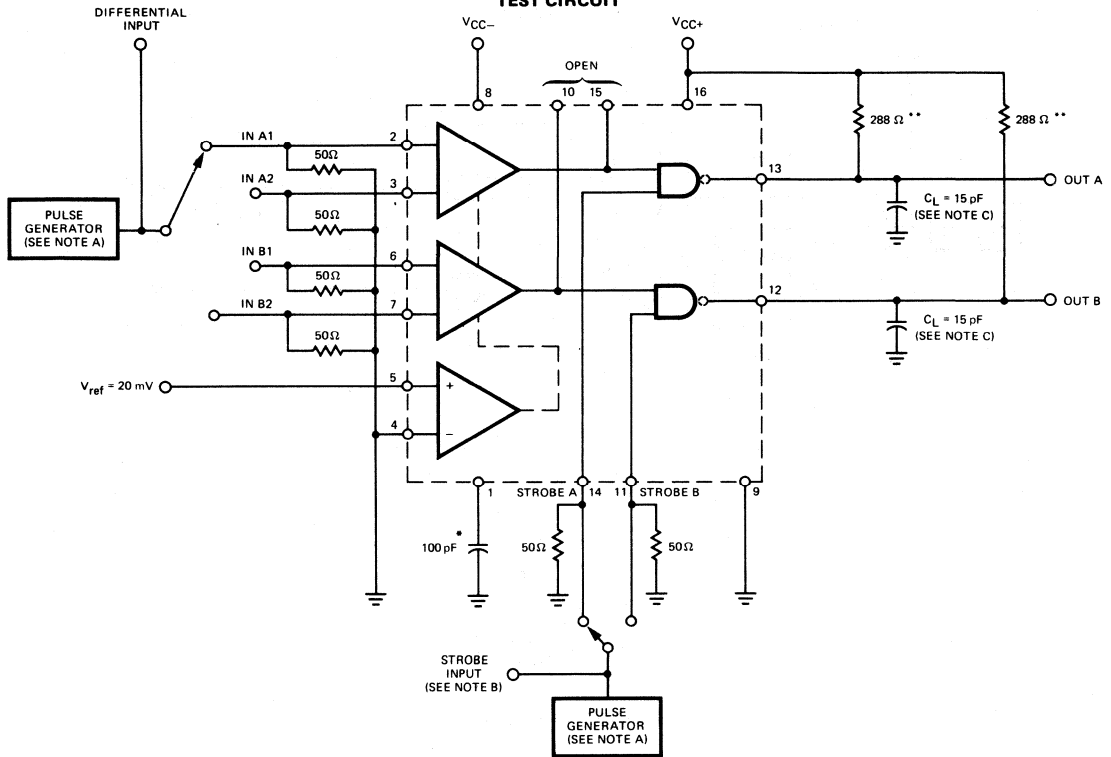 TEST CIRCUIT
DIFFERENTIAL
INPUT
VCC–
VCC+
OPEN
8
10
15
16
288 Ω **
288 Ω **
IN A1
2
50Ω
IN A2
3
50Ω
13
OUT A
CL = 15 pF
(SEE NOTE C)
PULSE
GENERATOR
(SEE NOTE A)
IN B1
6
50Ω
IN B2
7
50Ω
12
OUT B
CL = 15 pF
(SEE NOTE C)
Vref = 20 mV
5
+
4
–
1
STROBE A
14
11
STROBE B
9
100 pF *
50Ω
50Ω
STROBE
INPUT
(SEE NOTE B)
PULSE
GENERATOR
(SEE NOTE A)